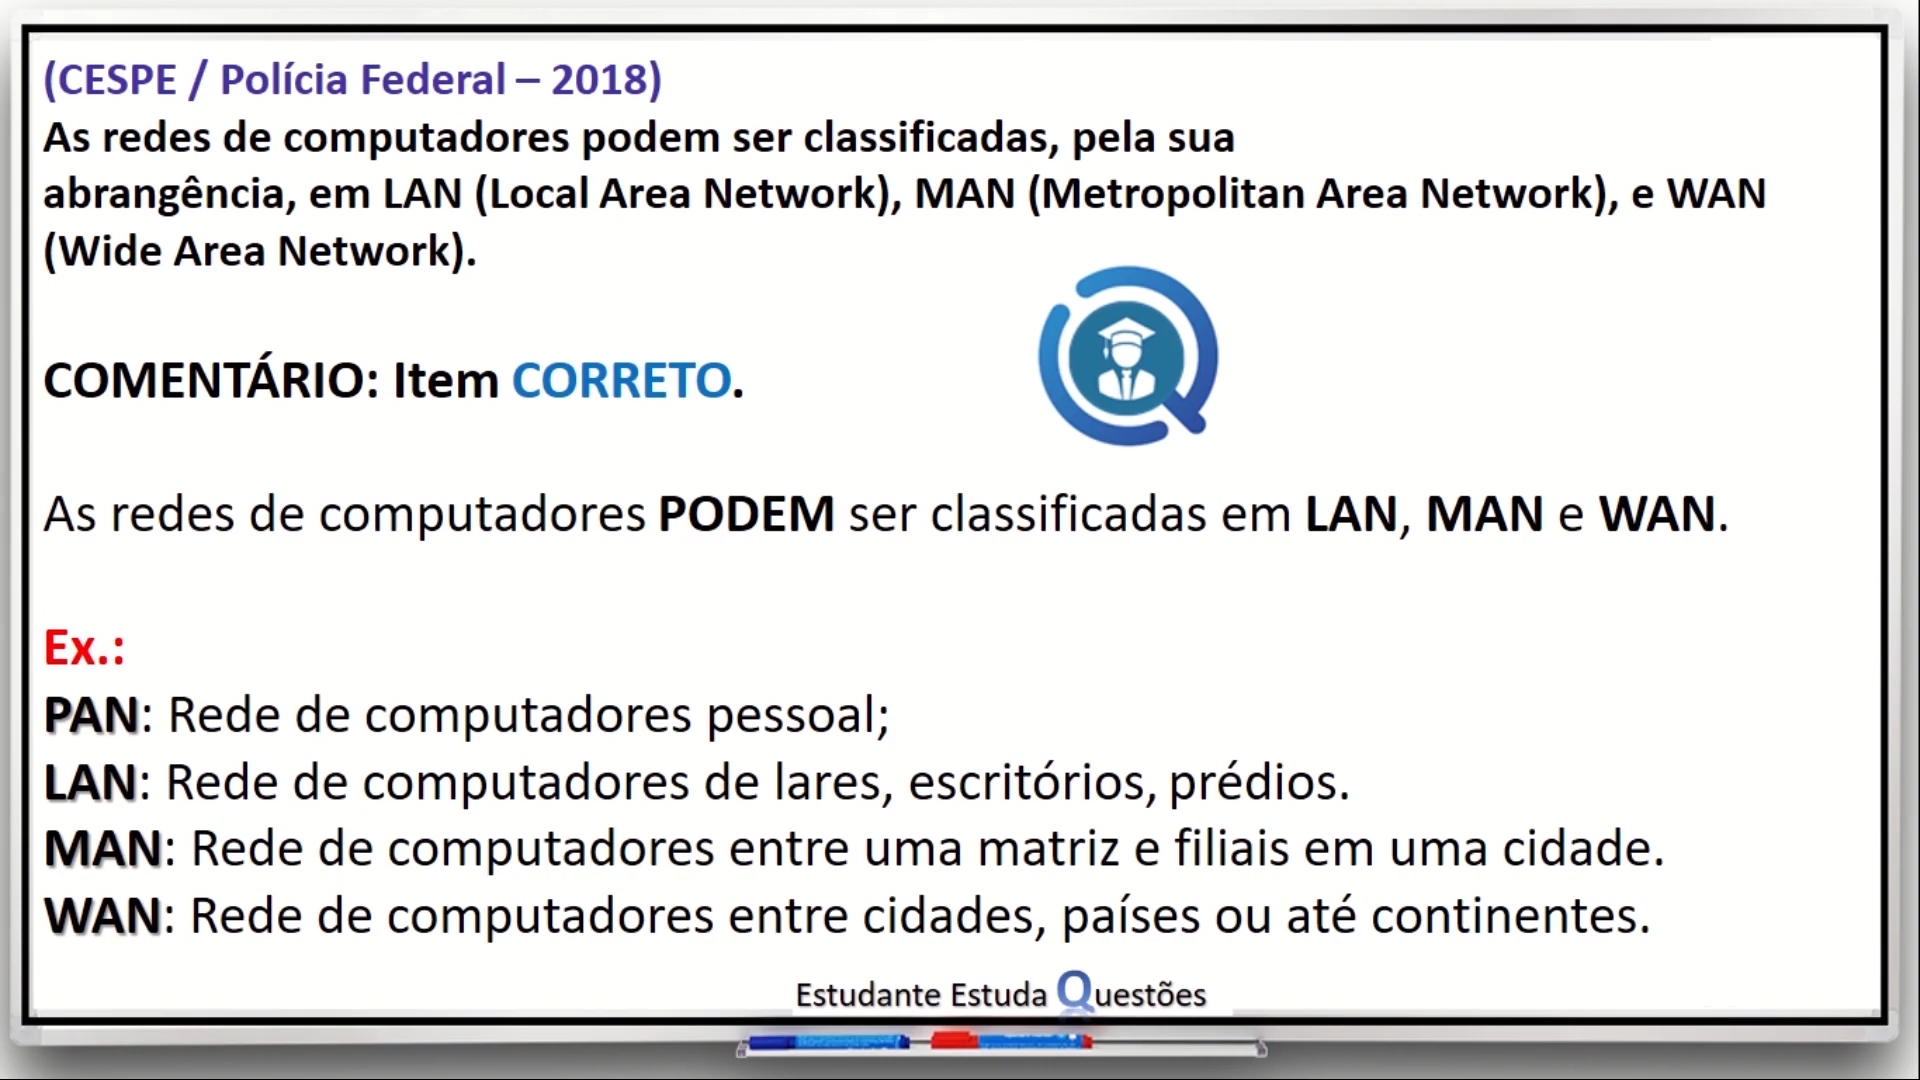 (CESPE / Polícia Federal – 2018)
As redes de computadores podem ser classificadas, pela sua
abrangência, em LAN (Local Area Network), MAN (Metropolitan Area Network), e WAN
(Wide Area Network).
COMENTÁRIO: Item CORRETO.
As redes de computadores PODEM ser classificadas em LAN, MAN e WAN.
Ex.:
PAN: Rede de computadores pessoal;
LAN: Rede de computadores de lares, escritórios, prédios.
MAN: Rede de computadores entre uma matriz e filiais em uma cidade.
WAN: Rede de computadores entre cidades, países ou até continentes.
Estudante Estuda Questões